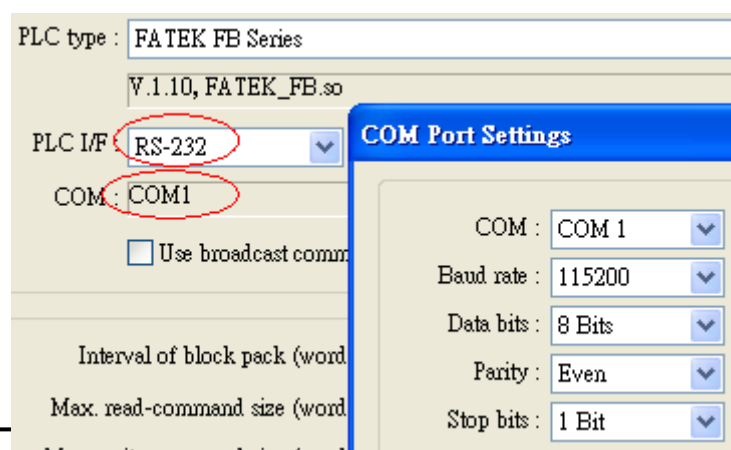 PLC type : FATEK FB Series
V.1.10, FATEK_FB.so
PLC I/F : RS-232
COM : COM1
Use broadcast comm
Interval of block pack (word
Max. read-command size (word
COM Port Settings
COM : COM 1
Baud rate : 115200
Data bits : 8 Bits
Parity : Even
Stop bits : 1 Bit